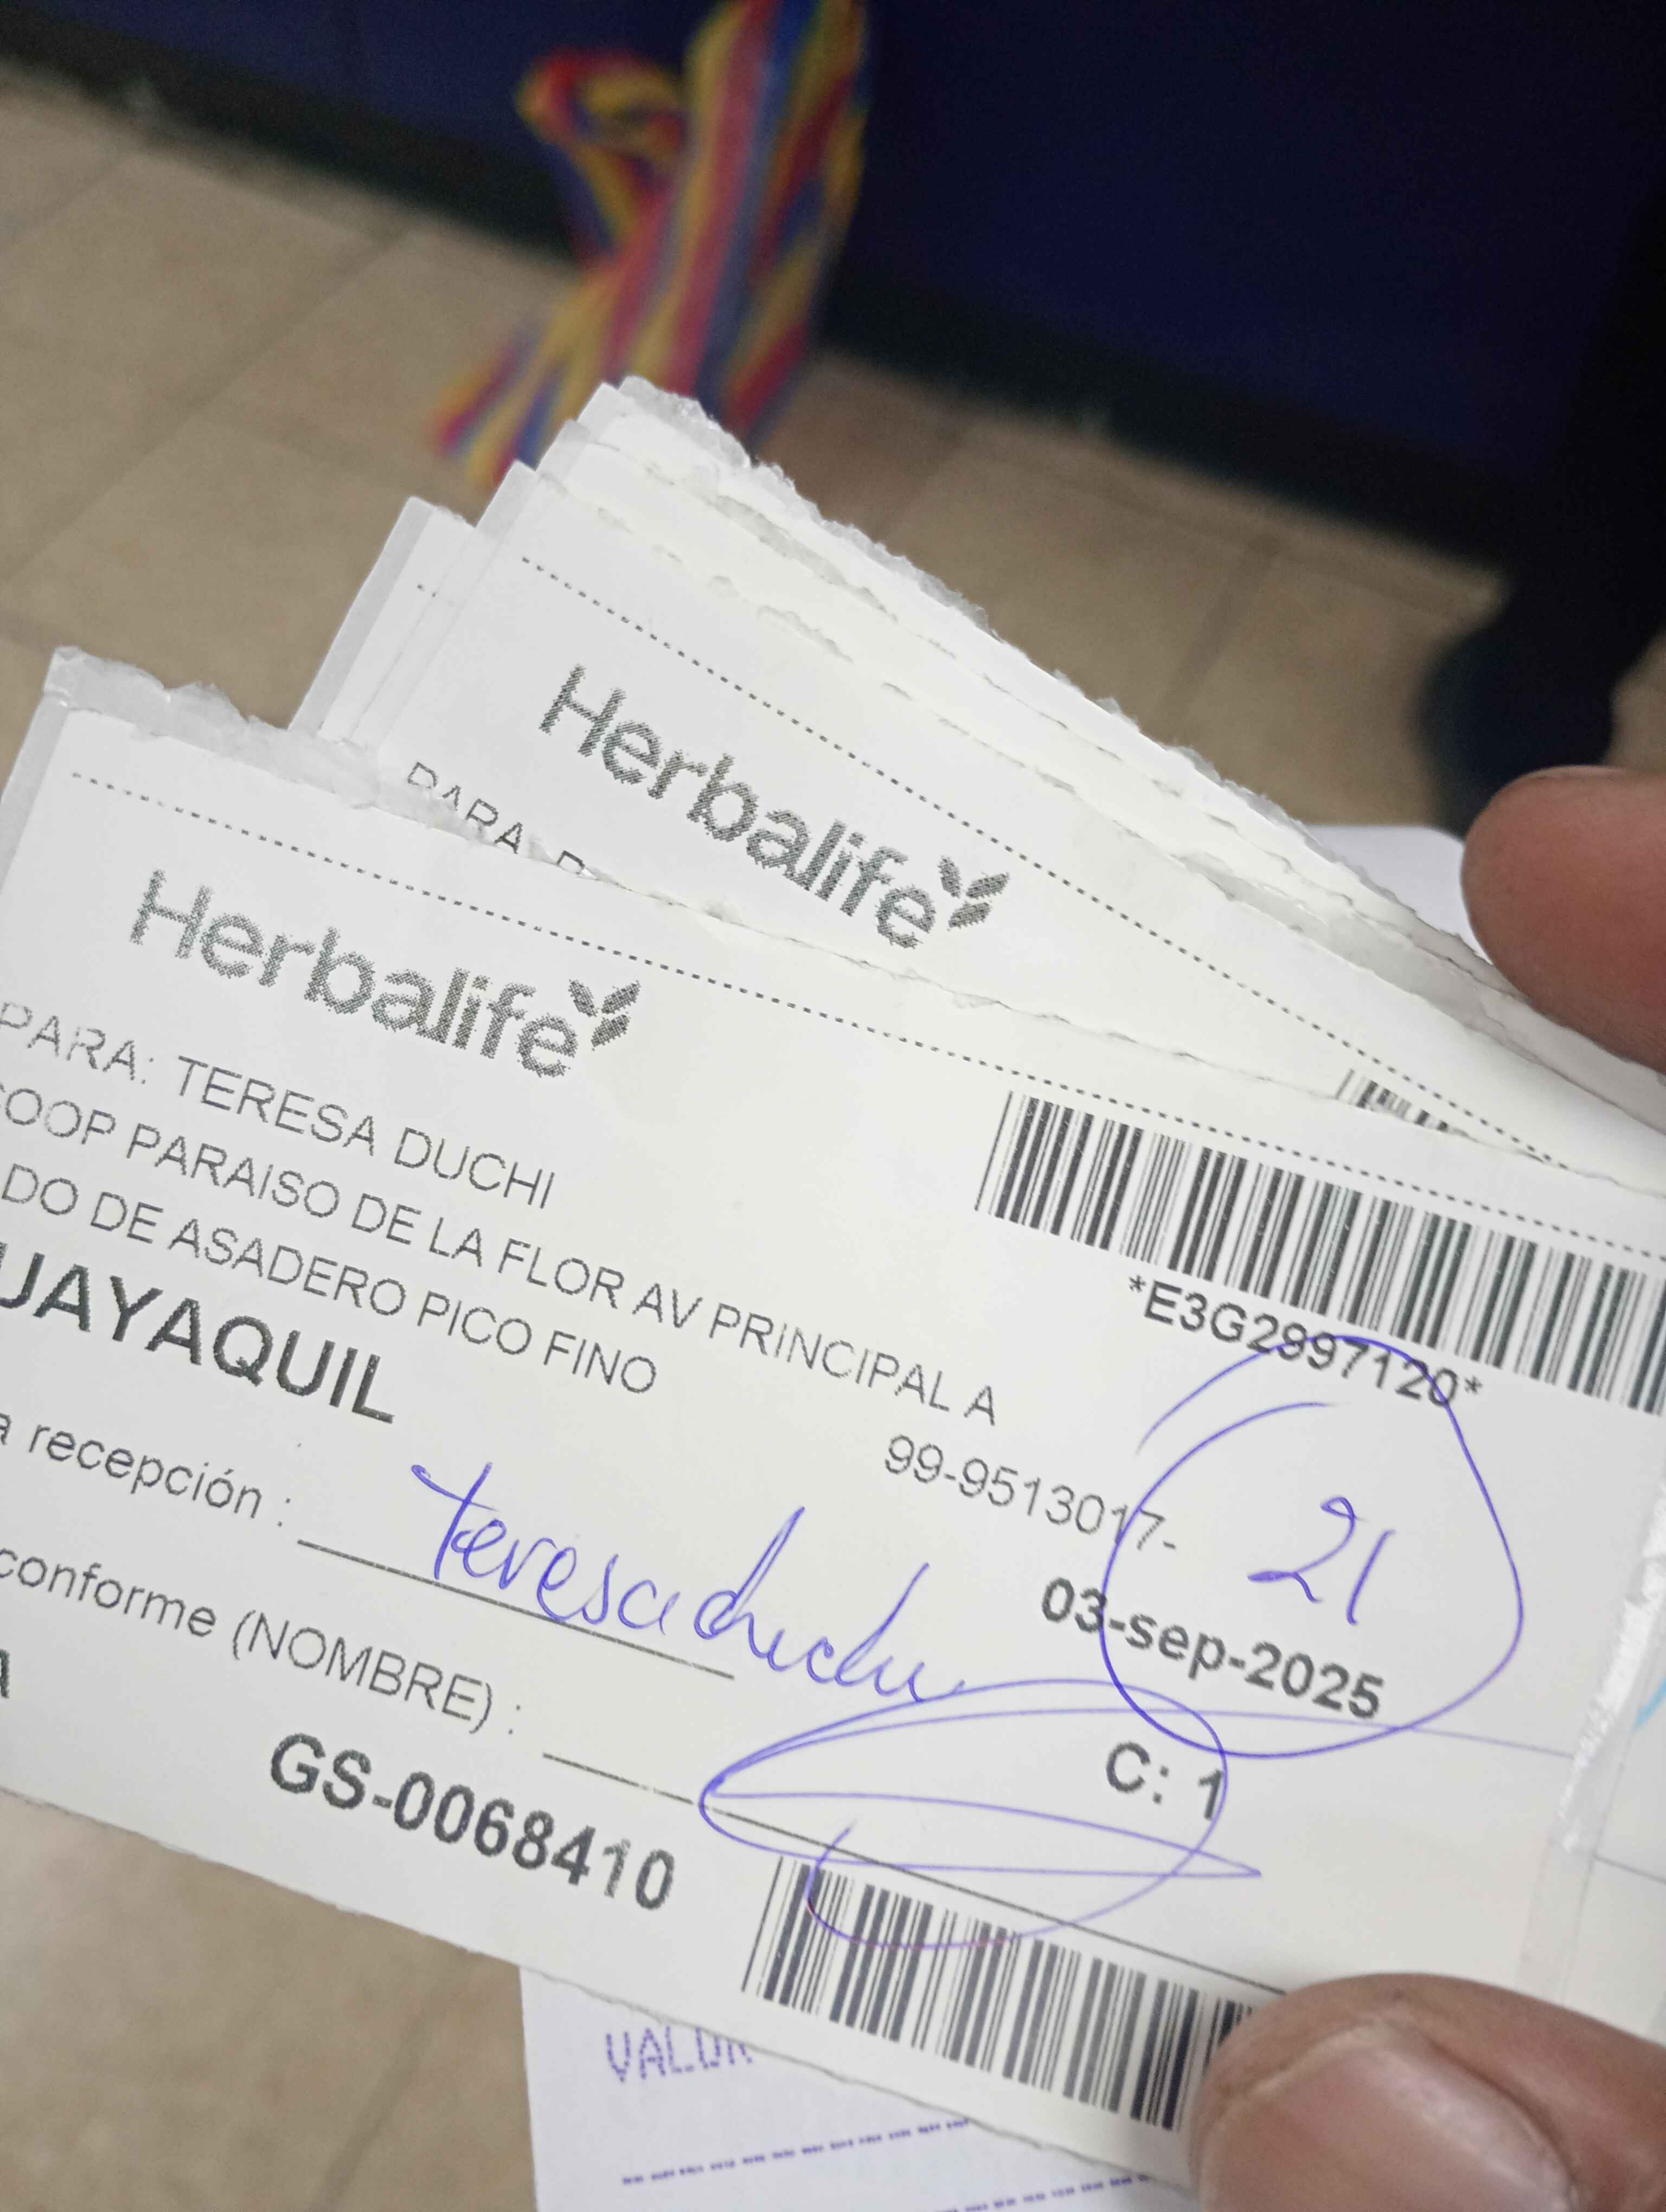 Herbalife
PARA
Herbalife
PARA: TERESA DUCHI
COOP PARAISO DE LA FLOR AV PRINCIPAL A
DO DE ASADERO PICO FINO
UAYAQUIL
*E3G2997120*
99-9513017-
21
03-sep-2025
a recepción : teresa duchi
conforme (NOMBRE) :
C: 1
GS-0068410
VALOR